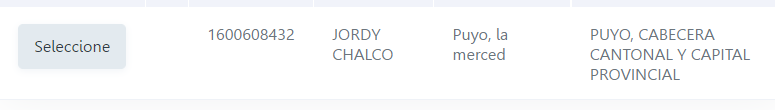 Seleccione
1600608432
JORDY
CHALCO
Puyo, la
merced
PUYO, CABECERA
CANTONAL Y CAPITAL
PROVINCIAL